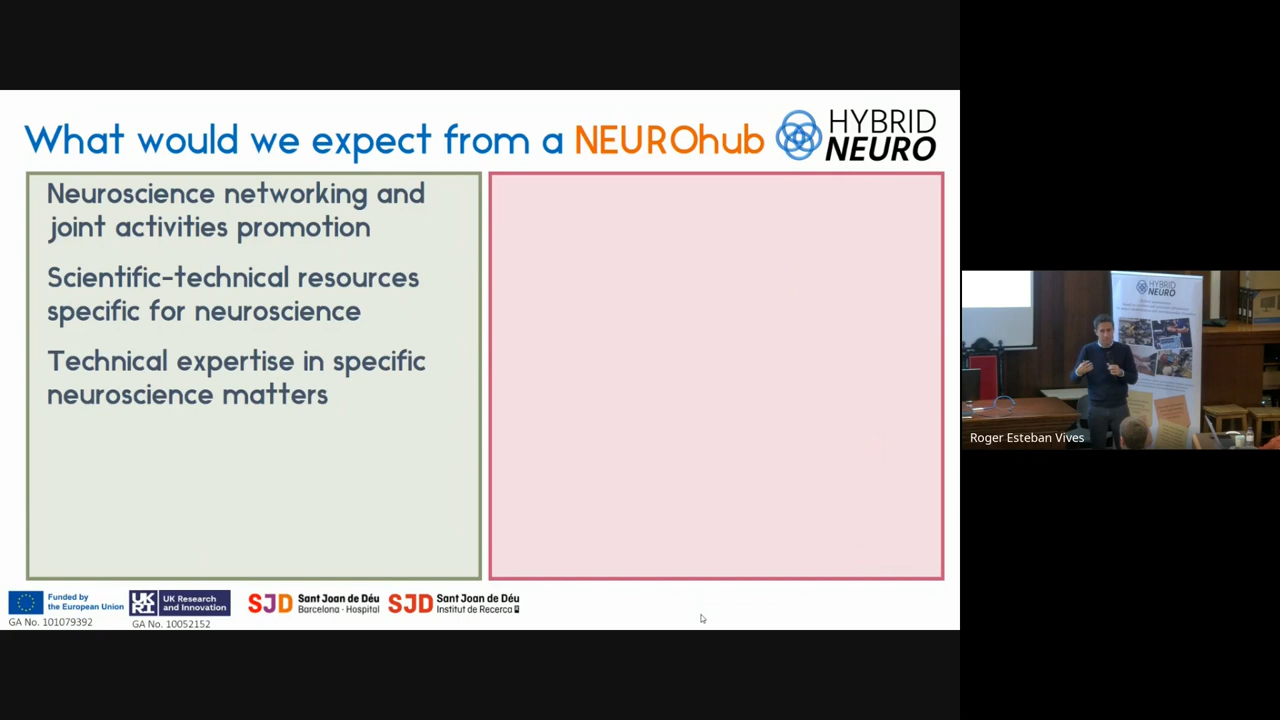 What would we expect from a NEUROhub
HYBRID
NEURO
Neuroscience networking and
joint activities promotion
Scientific-technical resources
specific for neuroscience
Technical expertise in specific
neuroscience matters
HYBRID
NEURO
Roger Esteban Vives
Funded by
the European Union
GA No. 101079392
UKRI
UK Research
and Innovation
GA No. 10052152
SJD
Sant Joan de Déu
Barcelona · Hospital
SJD
Sant Joan de Déu
Institut de Recerca